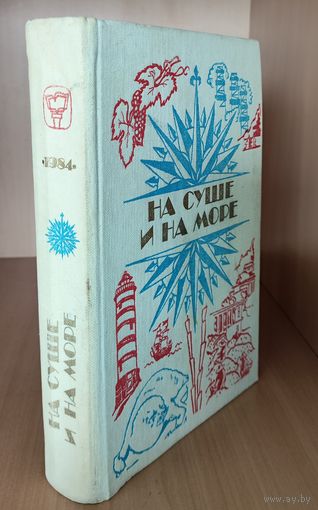 НА СУШЕ
И НА МОРЕ
•1984•
НА СУШЕ
И НА МОРЕ
www.ay.by